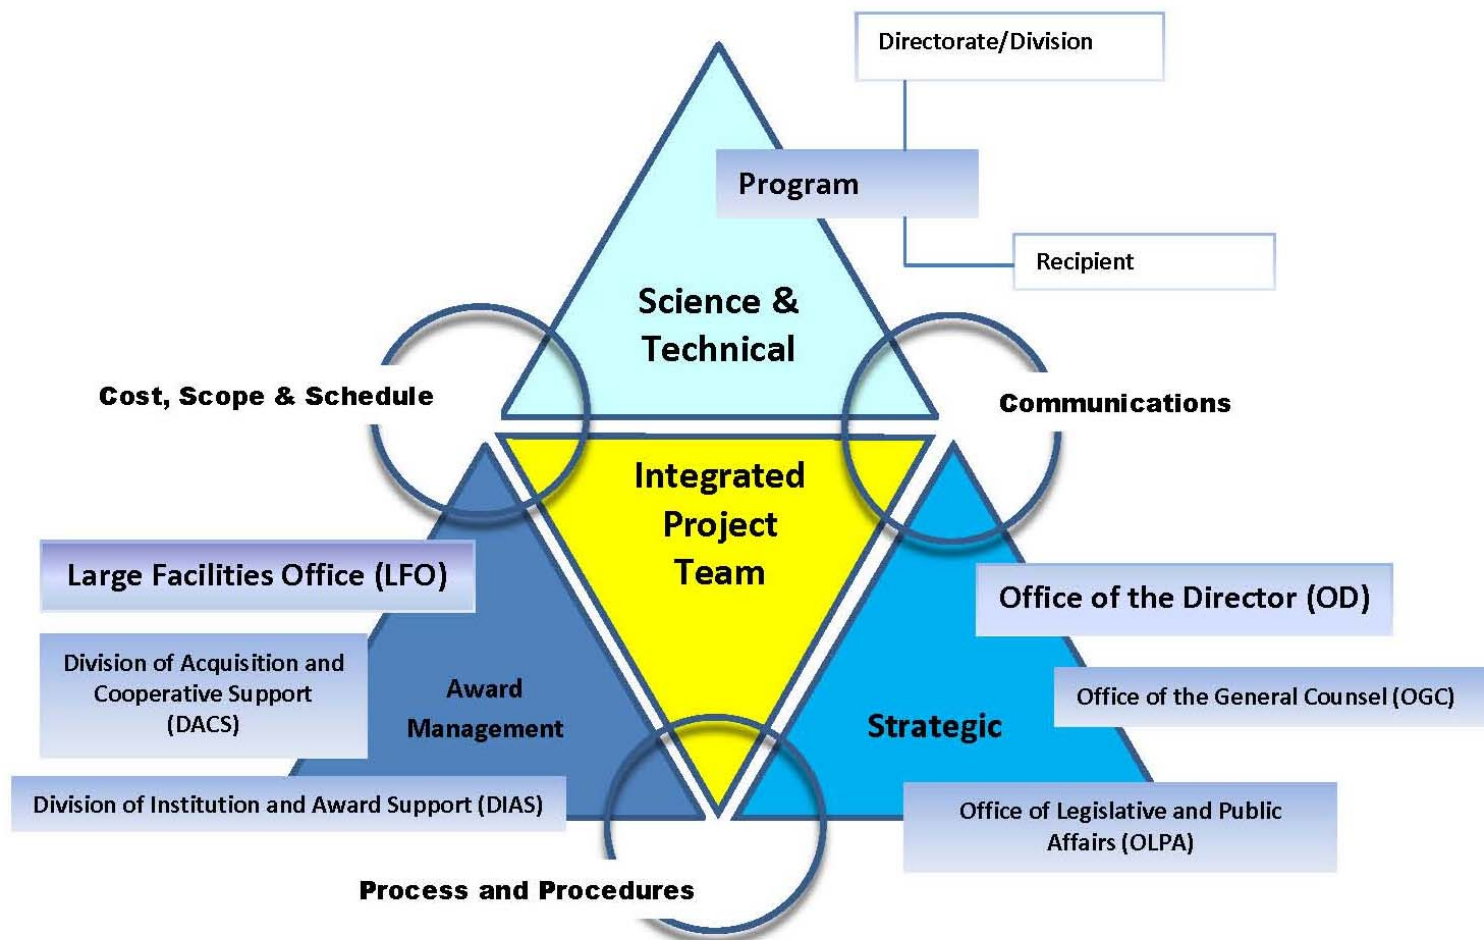 Directorate/Division
Program
Recipient
Science &
Technical
Cost, Scope & Schedule
Communications
Integrated
Project
Team
Large Facilities Office (LFO)
Office of the Director (OD)
Division of Acquisition and
Cooperative Support
(DACS)
Award
Management
Office of the General Counsel (OGC)
Strategic
Division of Institution and Award Support (DIAS)
Office of Legislative and Public
Affairs (OLPA)
Process and Procedures